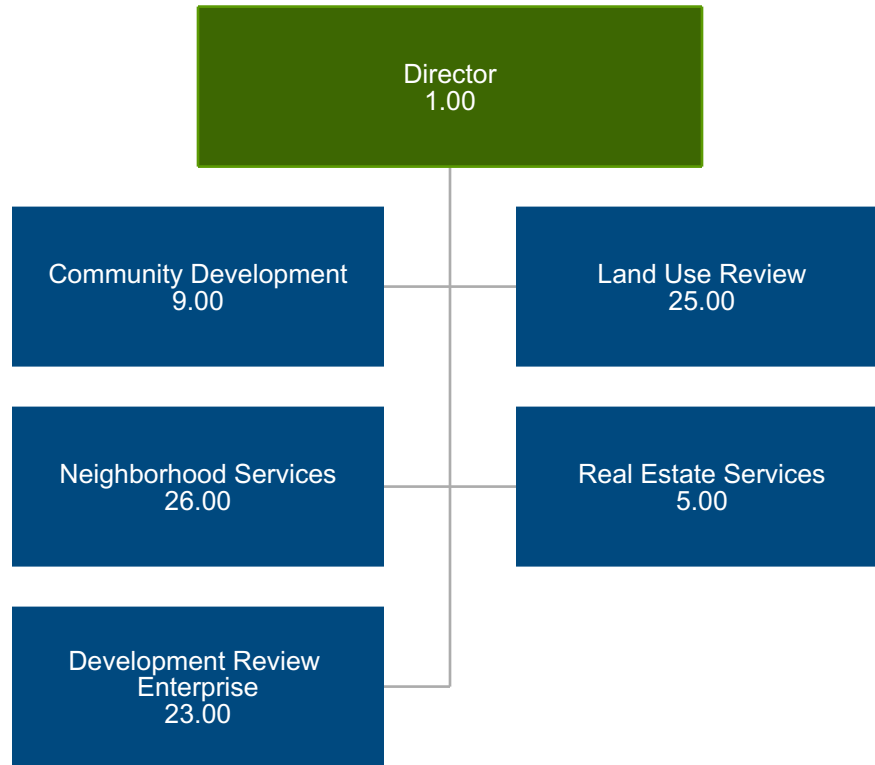 Director
1.00
Community Development
9.00
Land Use Review
25.00
Neighborhood Services
26.00
Real Estate Services
5.00
Development Review
Enterprise
23.00